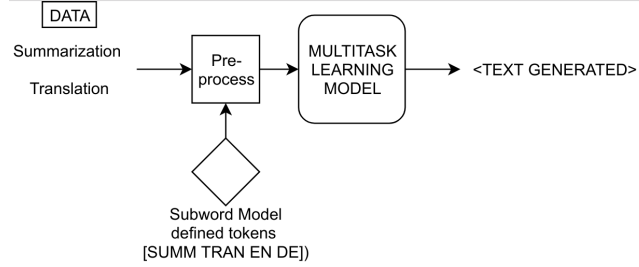 DATA
Summarization
Translation
Pre-
process
MULTITASK
LEARNING
MODEL
<TEXT GENERATED>
Subword Model
defined tokens
[SUMM TRAN EN DE])